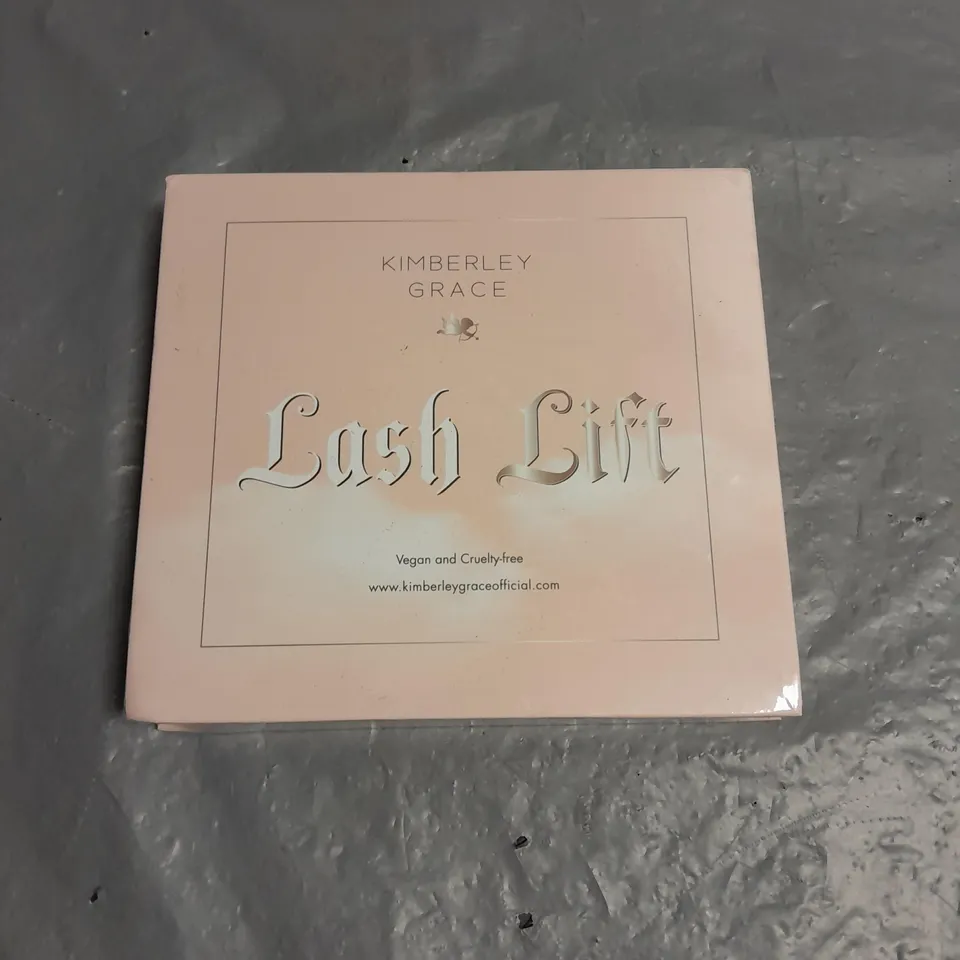 KIMBERLEY
GRACE
Lash Lift
Vegan and Cruelty-free
www.kimberleygraceofficial.com